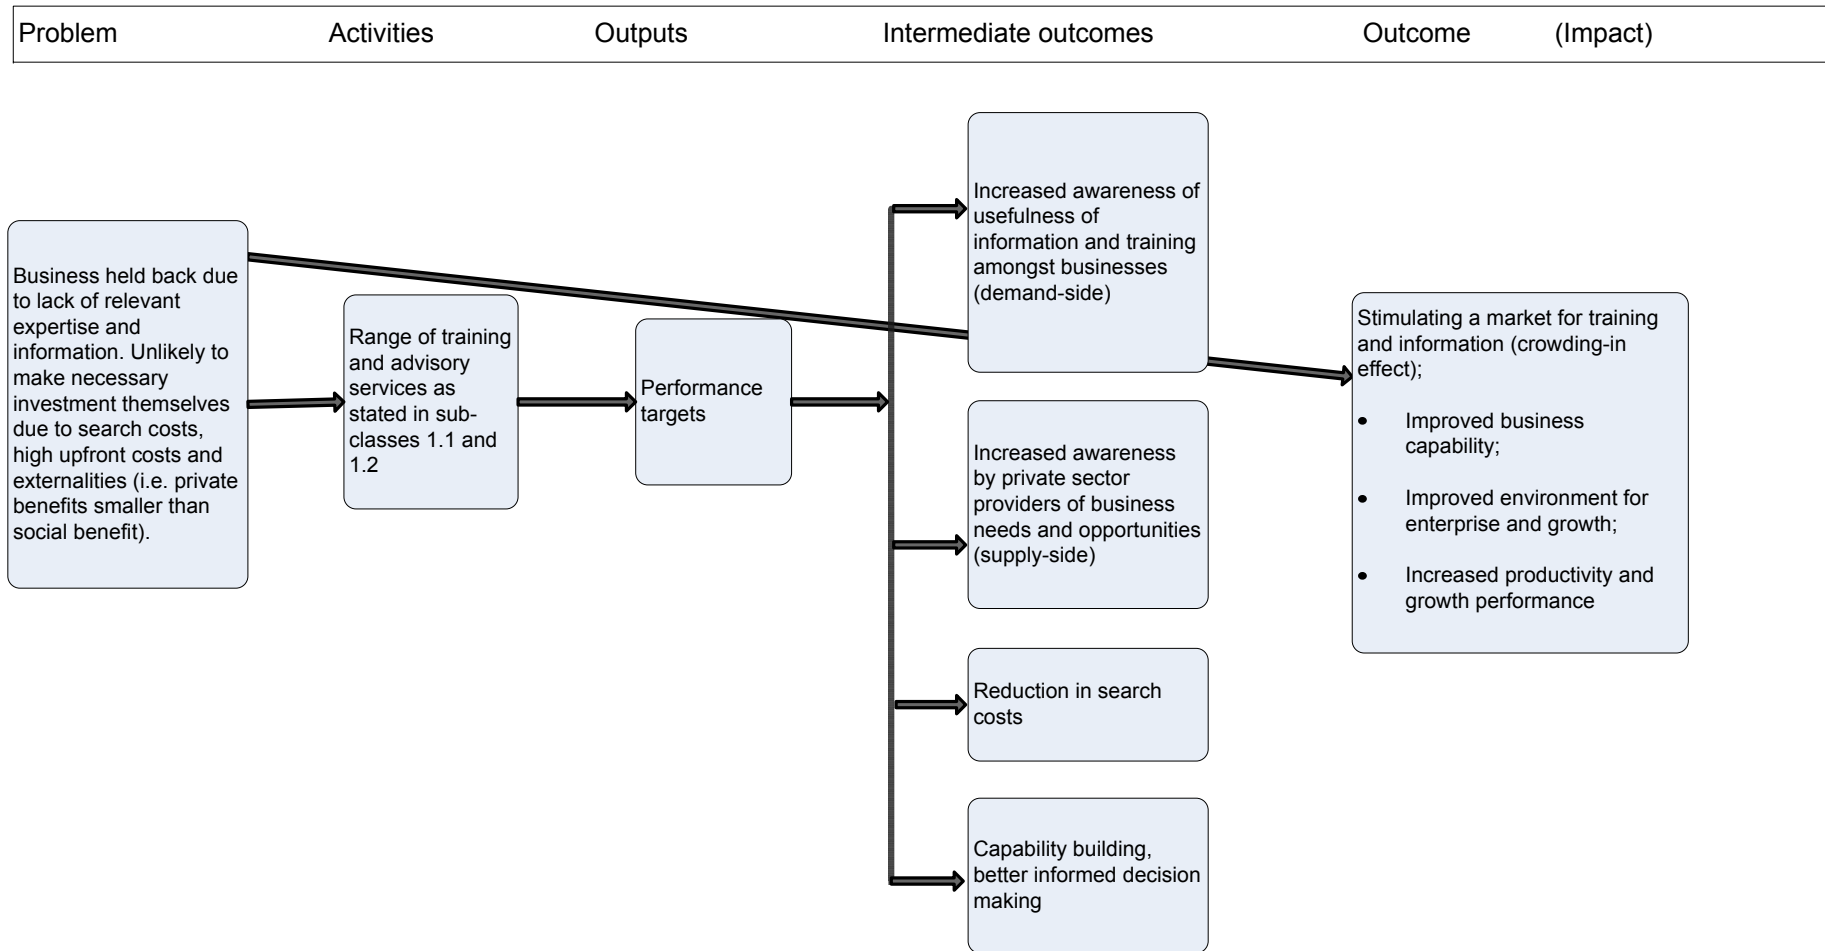 Problem Activities Outputs Intermediate outcomes Outcome (Impact)
Business held back due
to lack of relevant
expertise and
information. Unlikely to
make necessary
investment themselves
due to search costs,
high upfront costs and
externalities (i.e. private
benefits smaller than
social benefit).
Range of training
and advisory
services as
stated in sub-
classes 1.1 and
1.2
Performance
targets
Increased awareness of
usefulness of
information and training
amongst businesses
(demand-side)
Increased awareness
by private sector
providers of business
needs and opportunities
(supply-side)
Reduction in search
costs
Capability building,
better informed decision
making
Stimulating a market for training
and information (crowding-in
effect);
• Improved business
capability;
• Improved environment for
enterprise and growth;
• Increased productivity and
growth performance